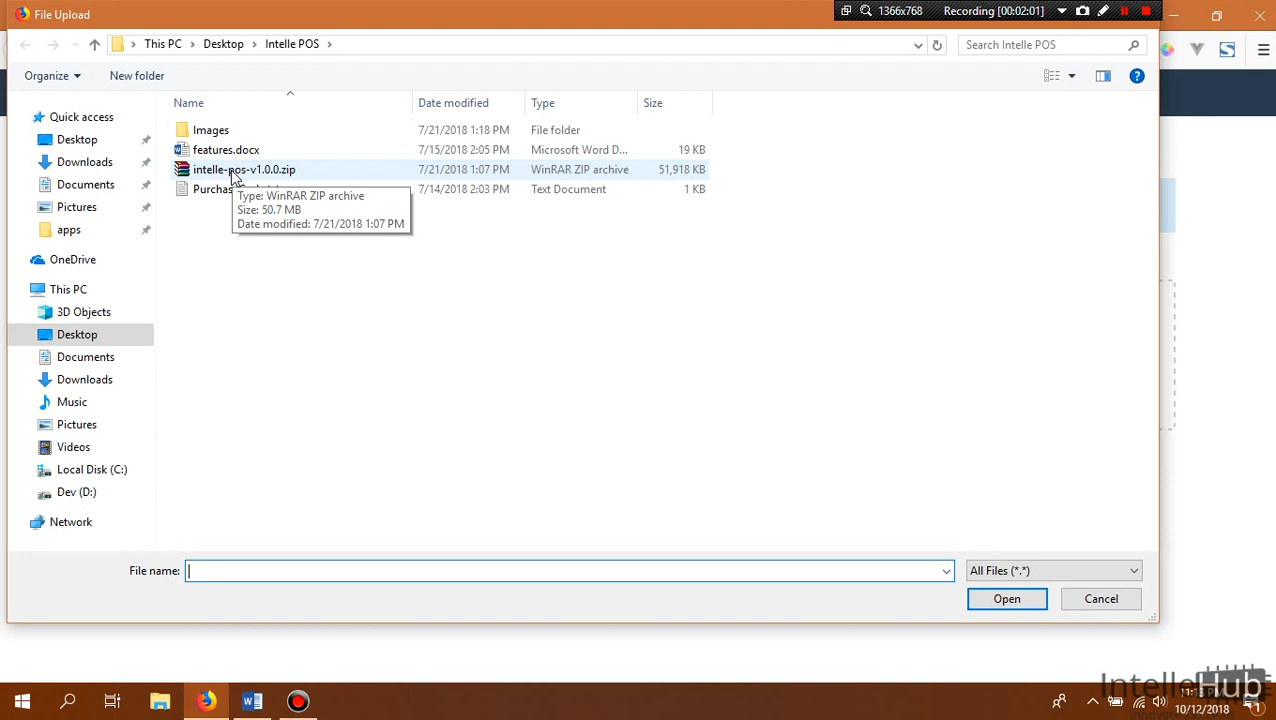 File Upload
1366x768
Recording [00:02:01]
This PC
Desktop
Intelle POS
Search Intelle POS
Organize
New folder
Name
Date modified
Type
Size
Quick access
Desktop
Downloads
Documents
Pictures
apps
OneDrive
This PC
3D Objects
Desktop
Documents
Downloads
Music
Pictures
Videos
Local Disk (C:)
Dev (D:)
Network
Images 7/21/2018 1:18 PM File folder
features.docx 7/15/2018 2:05 PM Microsoft Word D... 19 KB
intelle-pos-v1.0.0.zip 7/21/2018 1:07 PM WinRAR ZIP archive 51,918 KB
7/14/2018 2:03 PM Text Document 1 KB
Type: WinRAR ZIP archive
Size: 50.7 MB
Date modified: 7/21/2018 1:07 PM
File name:
All Files (*.*)
Open
Cancel
IntelleHub
10/12/2018